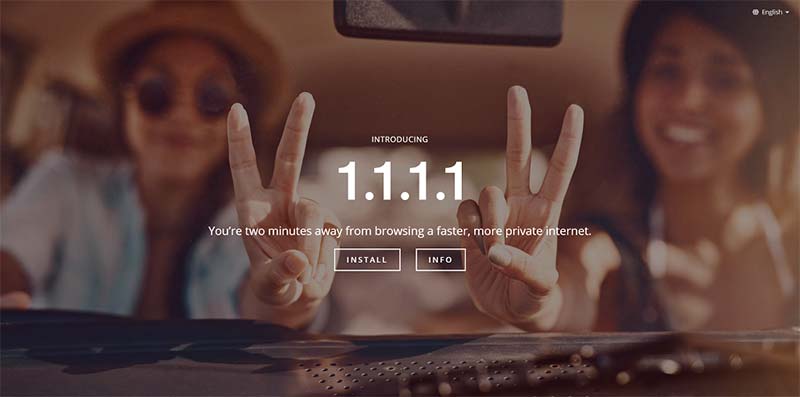 English
INTRODUCING
1.1.1.1
You’re two minutes away from browsing a faster, more private internet.
INSTALL
INFO